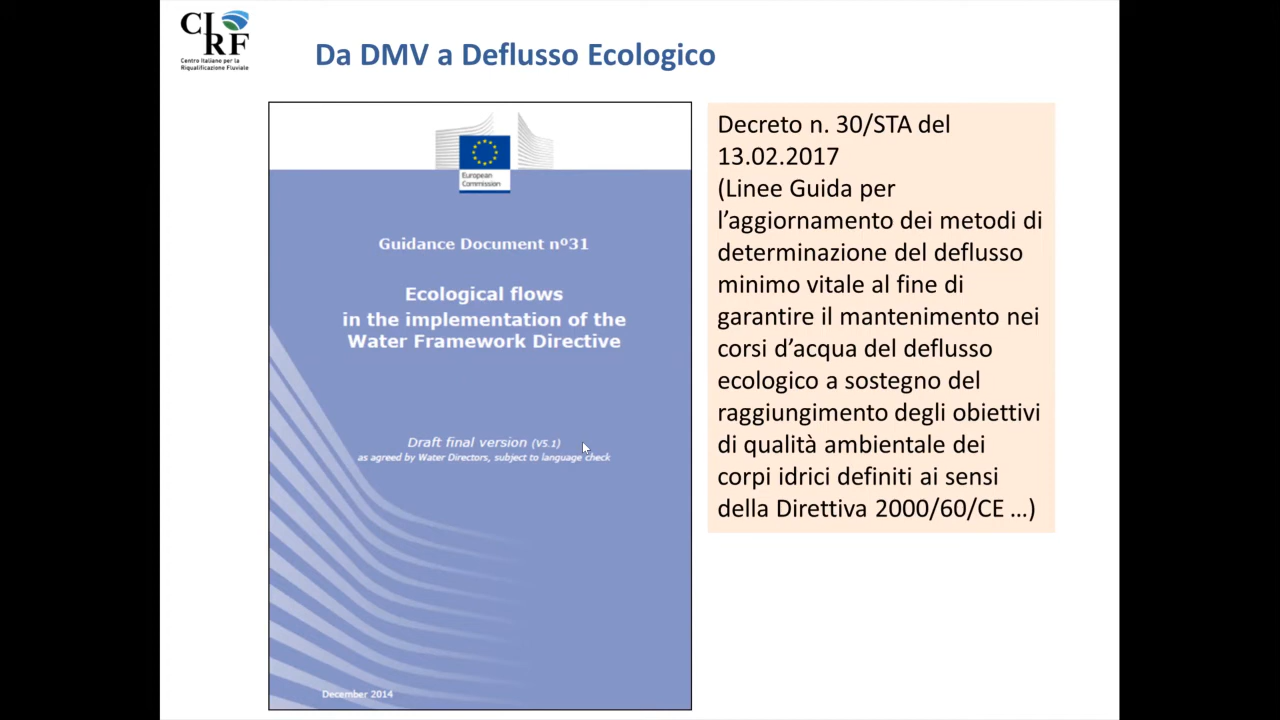 CIRF
Centro Italiano per la
Riqualificazione Fluviale
Da DMV a Deflusso Ecologico
European
Commission
Guidance Document nº31
Ecological flows
in the implementation of the
Water Framework Directive
Draft final version (V5.1)
as agreed by Water Directors, subject to language check
December 2014
Decreto n. 30/STA del
13.02.2017
(Linee Guida per
l’aggiornamento dei metodi di
determinazione del deflusso
minimo vitale al fine di
garantire il mantenimento nei
corsi d’acqua del deflusso
ecologico a sostegno del
raggiungimento degli obiettivi
di qualità ambientale dei
corpi idrici definiti ai sensi
della Direttiva 2000/60/CE …)